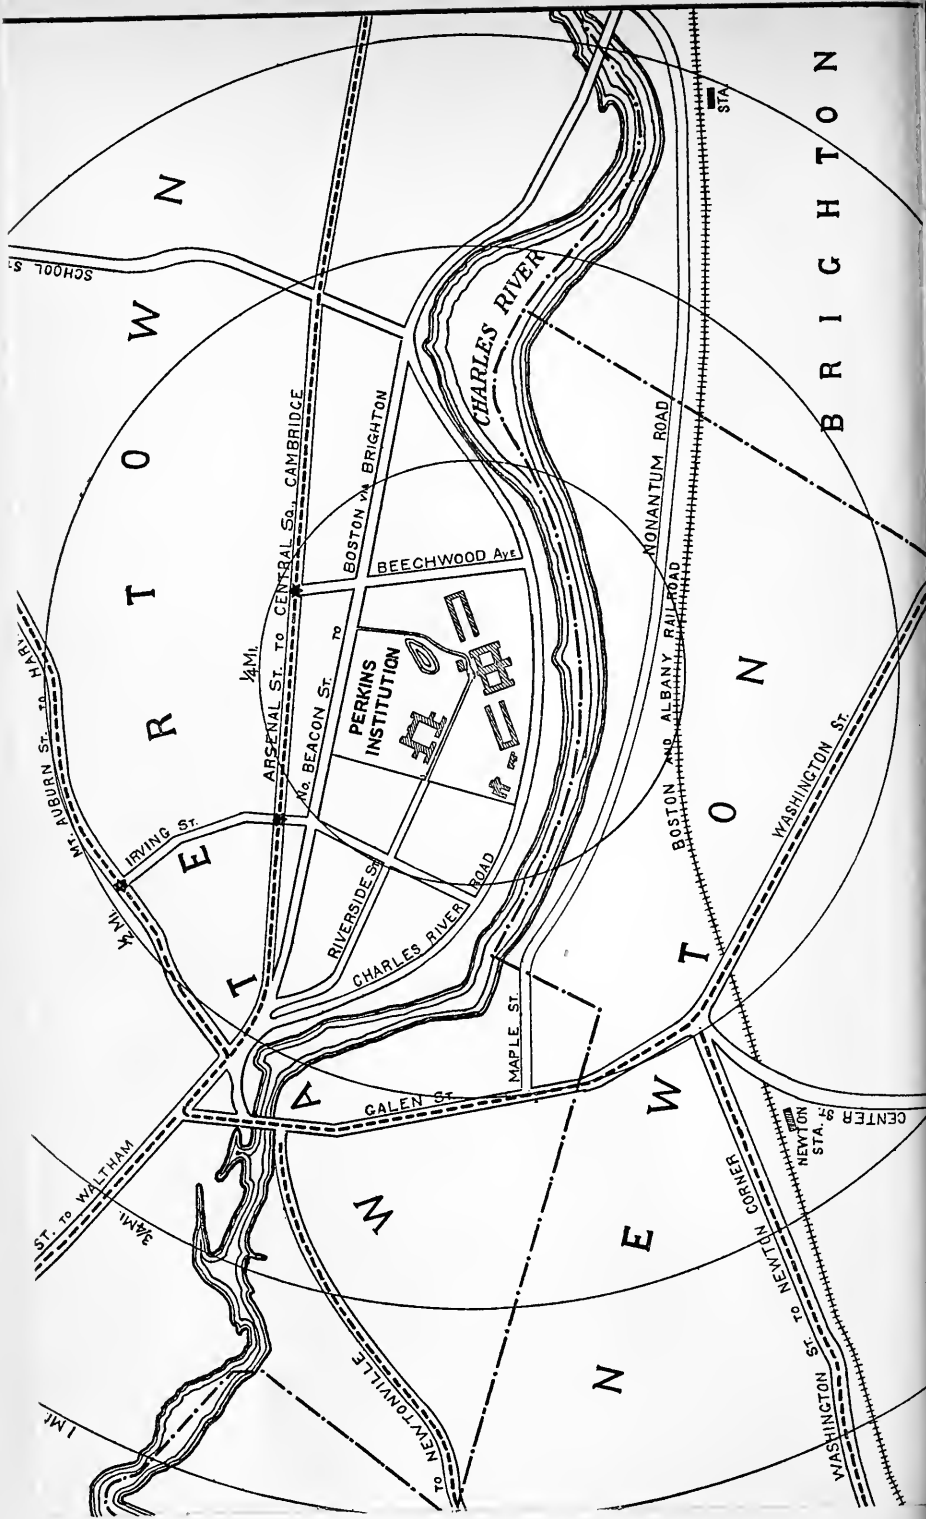 WATERTOWN
NEWTON
BRIGHTON
SCHOOL ST.
CHARLES RIVER
STA.
NONANTUM ROAD
BOSTON AND ALBANY RAILROAD
ARSENAL ST. TO CENTRAL SQ., CAMBRIDGE
No. BEACON ST. TO BOSTON VIA BRIGHTON
BEECHWOOD AVE
PERKINS
INSTITUTION
1/4 MI.
MT. AUBURN ST. TO HARV.
IRVING ST.
1/2 MI.
RIVERSIDE ST.
CHARLES RIVER ROAD
MAPLE ST.
GALEN ST.
WASHINGTON ST.
CENTER ST.
NEWTON
STA.
ST. TO WALTHAM
3/4 MI.
TO NEWTONVILLE
WASHINGTON ST. TO NEWTON CORNER
1 MI.